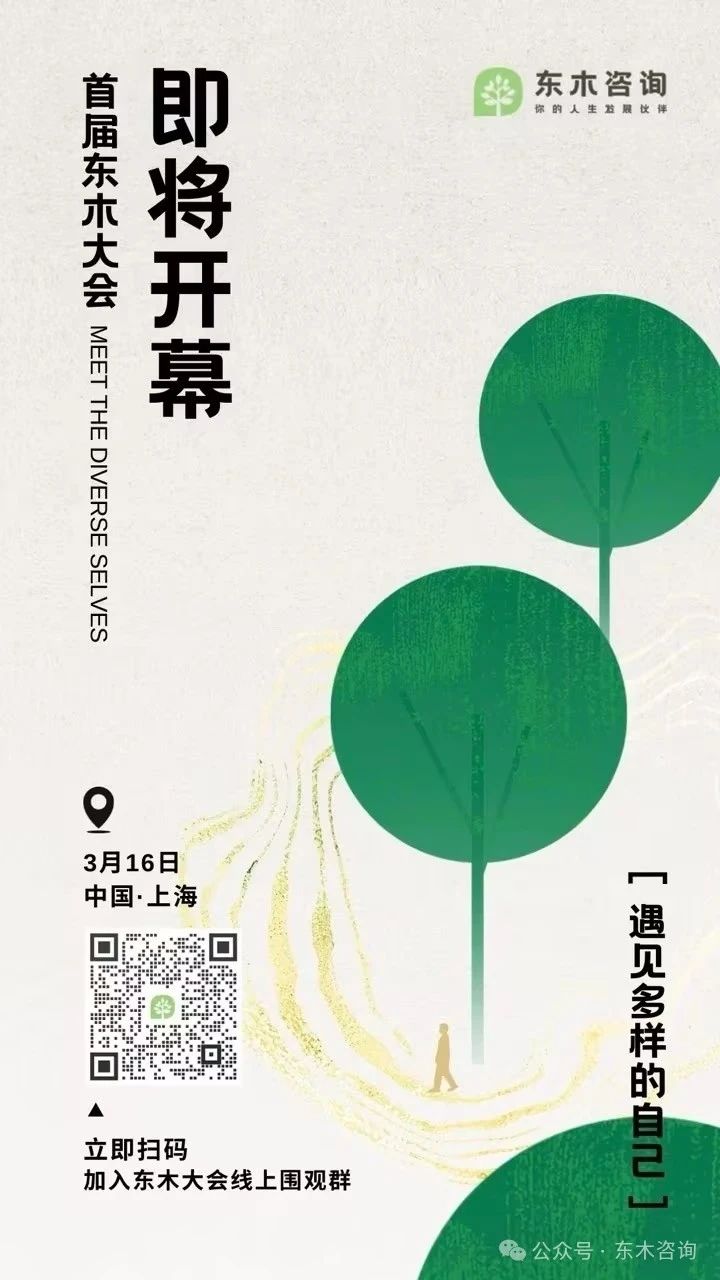 即将开幕
首届东木大会 MEET THE DIVERSE SELVES
东木咨询
你的人生发展伙伴
3月16日
中国·上海
立即扫码
加入东木大会线上围观群
[ 遇见多样的自己 ]
公众号·东木咨询